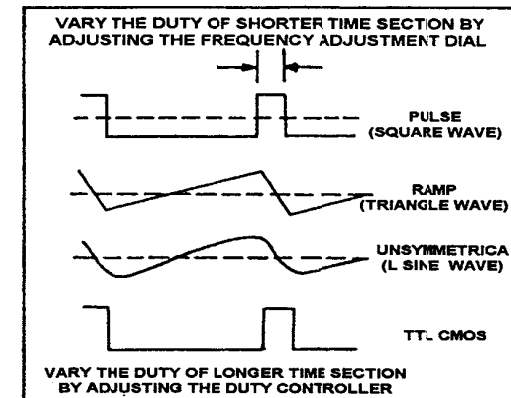 VARY THE DUTY OF SHORTER TIME SECTION BY
ADJUSTING THE FREQUENCY ADJUSTMENT DIAL
PULSE
(SQUARE WAVE)
RAMP
(TRIANGLE WAVE)
UNSYMMETRICA
(L SINE WAVE)
TTL CMOS
VARY THE DUTY OF LONGER TIME SECTION
BY ADJUSTING THE DUTY CONTROLLER